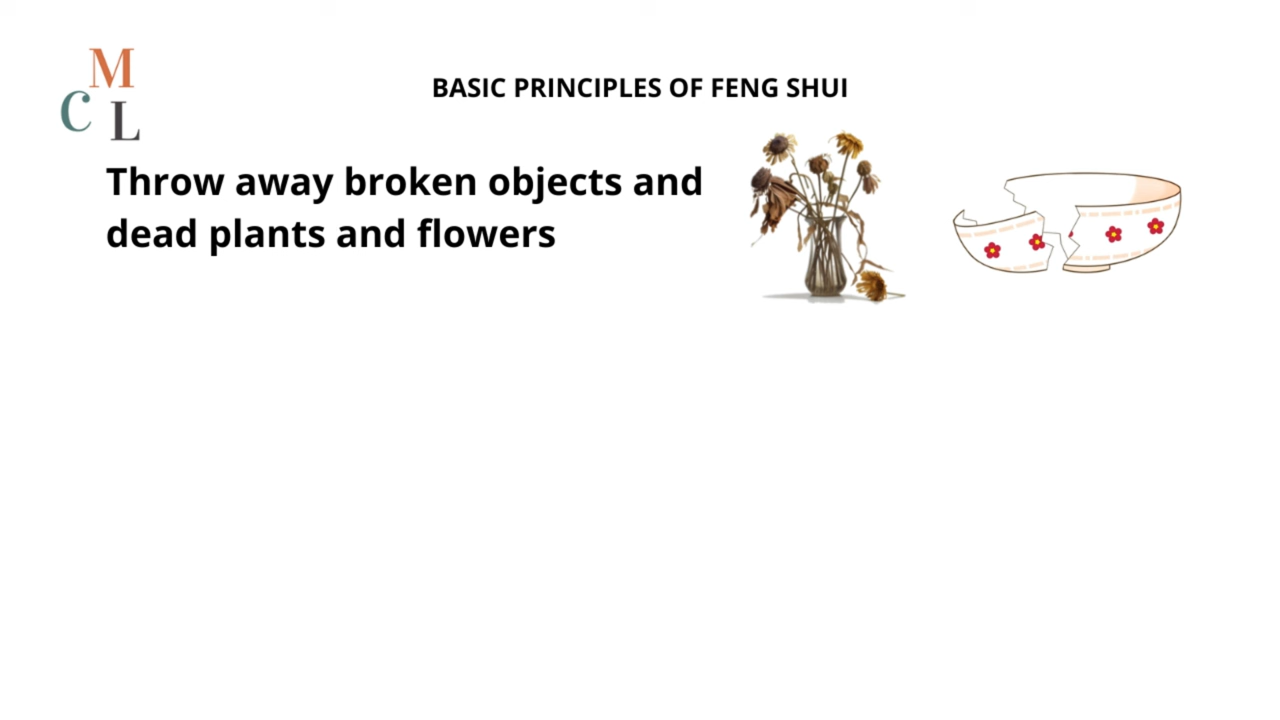 M
C
L
BASIC PRINCIPLES OF FENG SHUI
Throw away broken objects and
dead plants and flowers